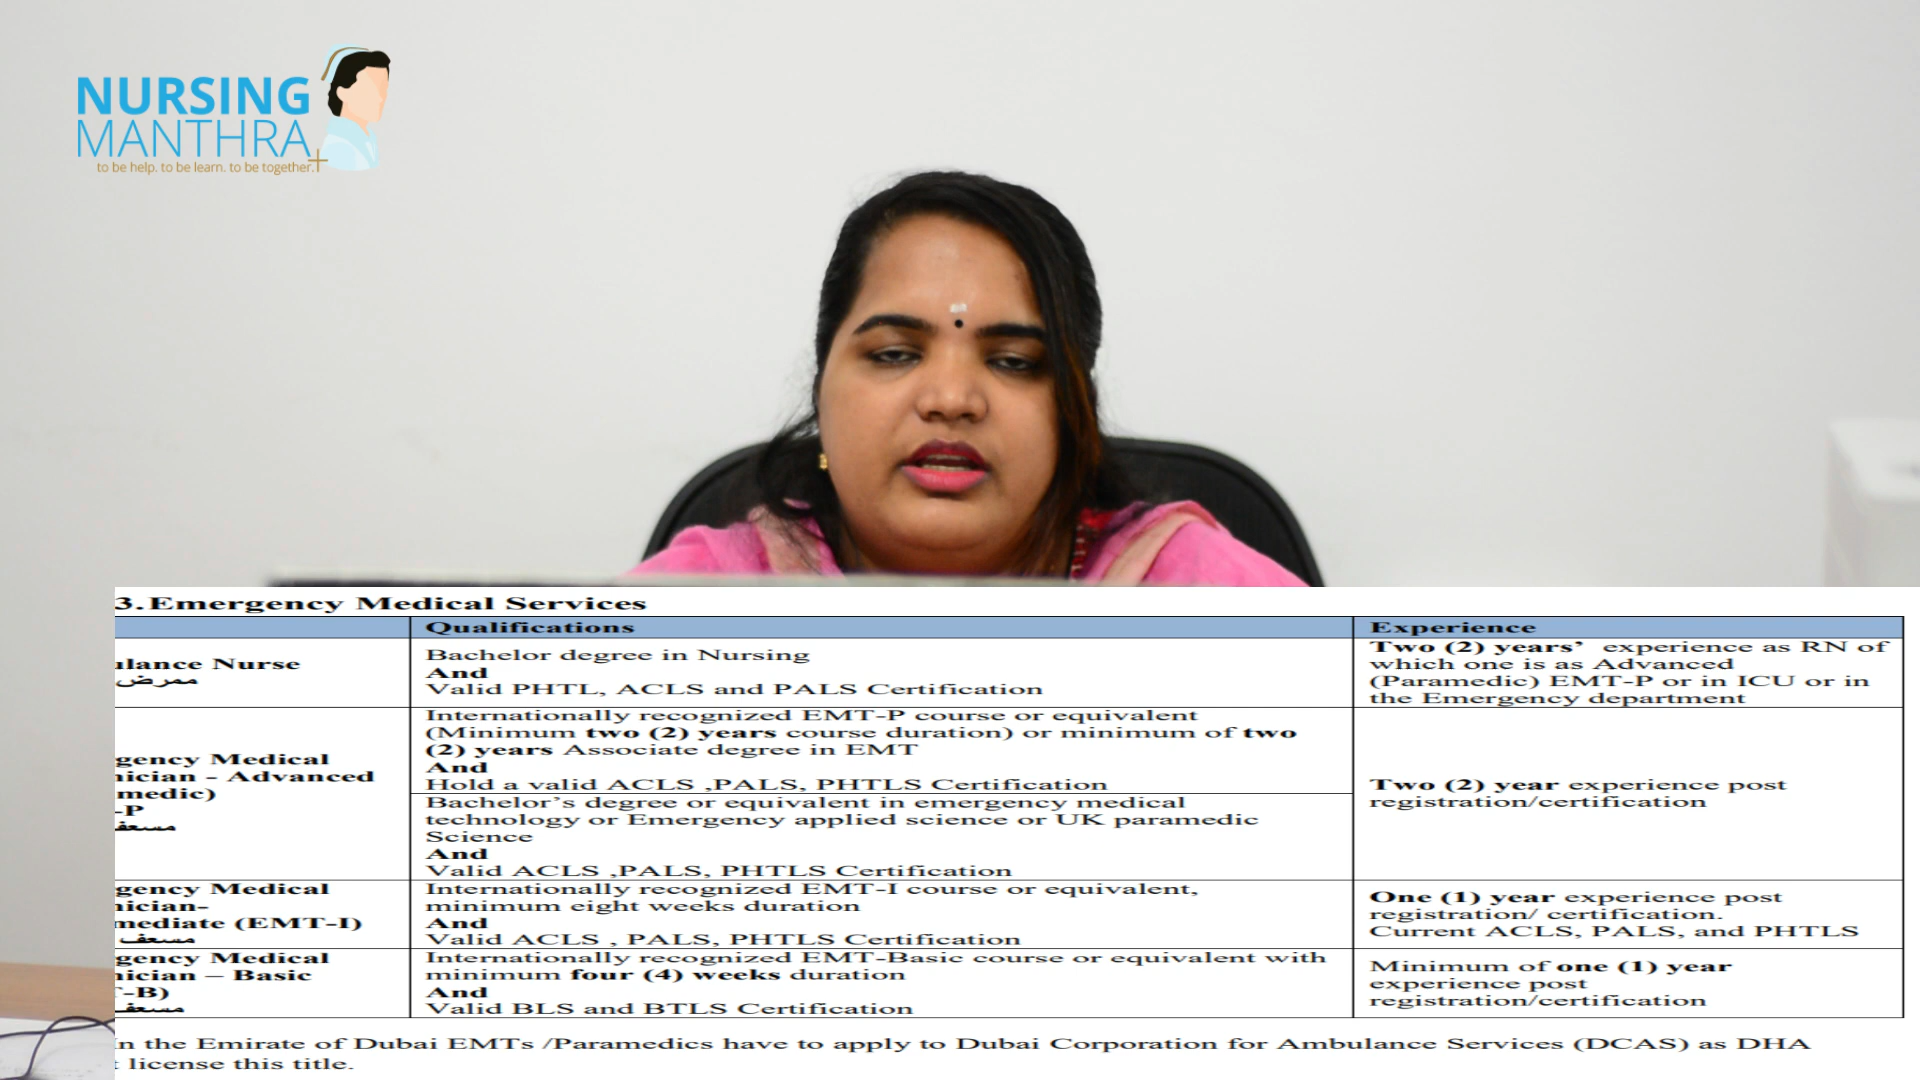 NURSING
MANTHRA
to be help. to be learn. to be together.
3. Emergency Medical Services
Qualifications
Experience
ulance Nurse
ممرض
Bachelor degree in Nursing
And
Valid PHTL, ACLS and PALS Certification
Two (2) years’ experience as RN of
which one is as Advanced
(Paramedic) EMT-P or in ICU or in
the Emergency department
gency Medical
nician - Advanced
medic)
-P
مسعف
Internationally recognized EMT-P course or equivalent
(Minimum two (2) years course duration) or minimum of two
(2) years Associate degree in EMT
And
Hold a valid ACLS ,PALS, PHTLS Certification
Bachelor’s degree or equivalent in emergency medical
technology or Emergency applied science or UK paramedic
Science
And
Valid ACLS ,PALS, PHTLS Certification
Two (2) year experience post
registration/certification
gency Medical
nician-
mediate (EMT-I)
مسعف
Internationally recognized EMT-I course or equivalent,
minimum eight weeks duration
And
Valid ACLS , PALS, PHTLS Certification
One (1) year experience post
registration/ certification.
Current ACLS, PALS, and PHTLS
gency Medical
nician – Basic
T-B)
مسعف
Internationally recognized EMT-Basic course or equivalent with
minimum four (4) weeks duration
And
Valid BLS and BTLS Certification
Minimum of one (1) year
experience post
registration/certification
In the Emirate of Dubai EMTs /Paramedics have to apply to Dubai Corporation for Ambulance Services (DCAS) as DHA
t license this title.